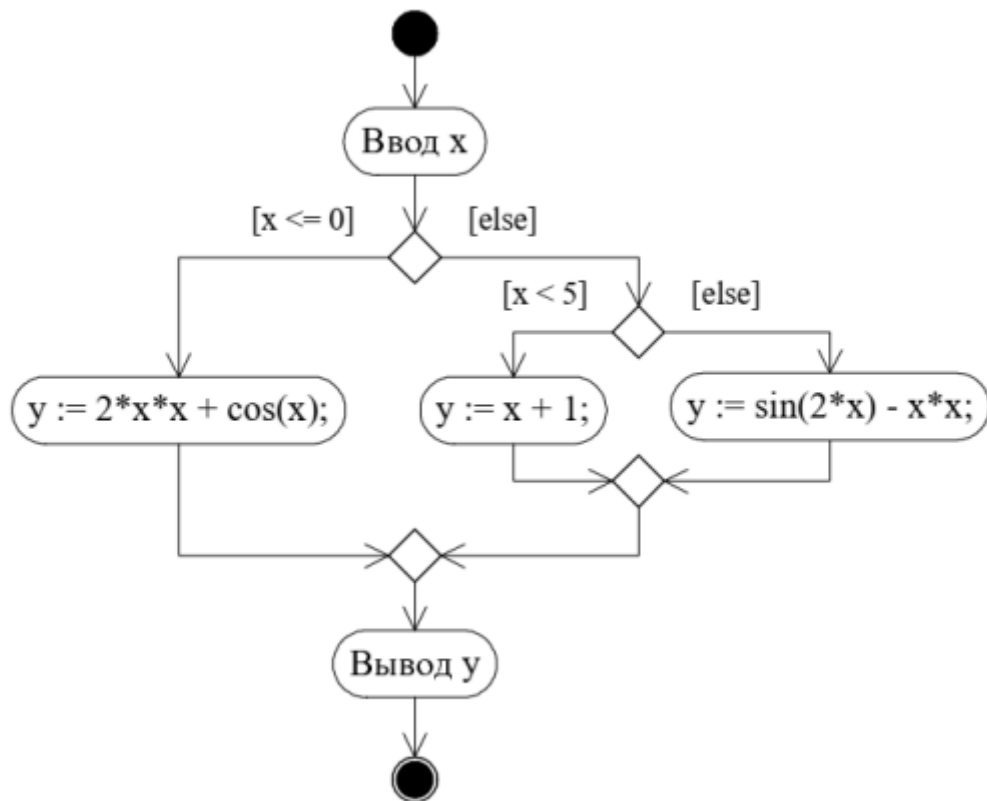 Ввод x
[x <= 0]
[else]
[x < 5]
[else]
y := 2*x*x + cos(x);
y := x + 1;
y := sin(2*x) - x*x;
Вывод y